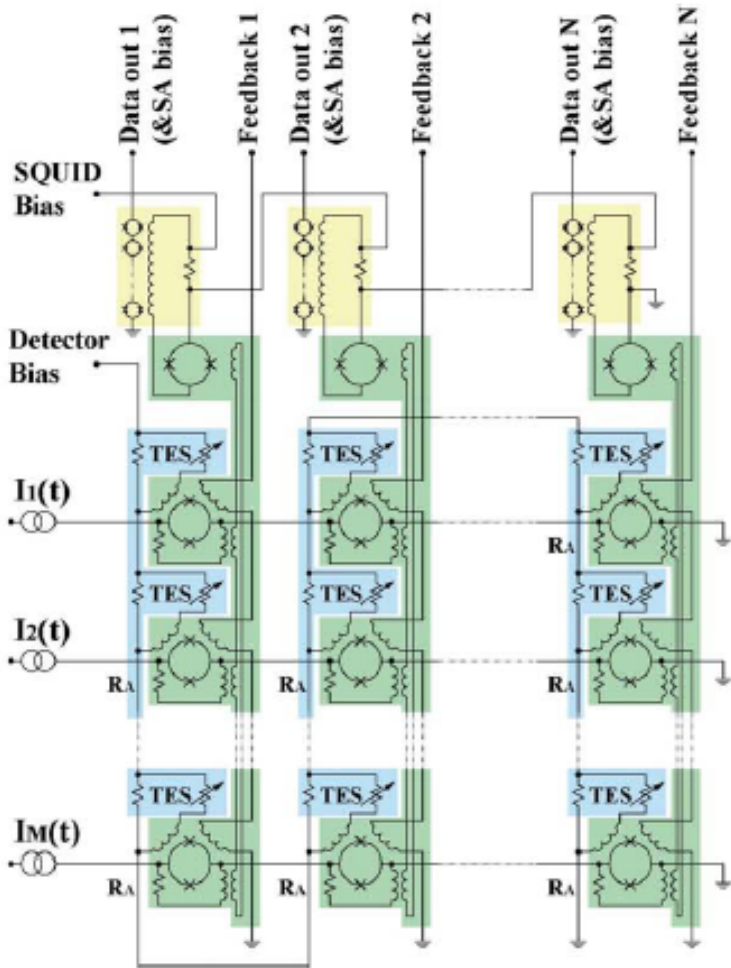 Data out 1
(&SA bias)
Feedback 1
Data out 2
(&SA bias)
Feedback 2
Data out N
(&SA bias)
Feedback N
SQUID
Bias
Detector
Bias
TES
TES
TES
I1(t)
RA
TES
TES
TES
I2(t)
RA
RA
RA
TES
TES
TES
IM(t)
RA
RA
RA